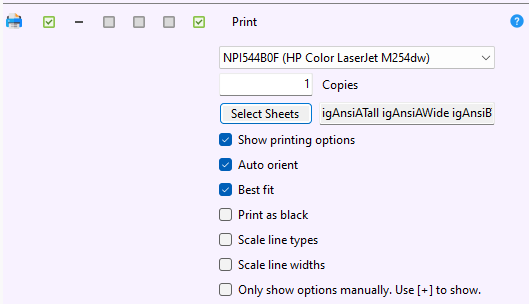 Print
?
NPI544B0F (HP Color LaserJet M254dw)
1 Copies
Select Sheets igAnsiATall igAnsiAWide igAnsiB
Show printing options
Auto orient
Best fit
Print as black
Scale line types
Scale line widths
Only show options manually. Use [+] to show.